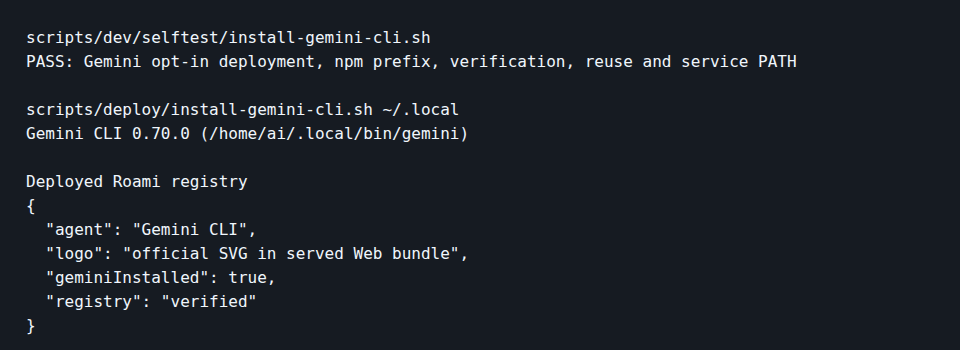 scripts/dev/selftest/install-gemini-cli.sh
PASS: Gemini opt-in deployment, npm prefix, verification, reuse and service PATH
scripts/deploy/install-gemini-cli.sh ~/.local
Gemini CLI 0.70.0 (/home/ai/.local/bin/gemini)
Deployed Roami registry
{
  "agent": "Gemini CLI",
  "logo": "official SVG in served Web bundle",
  "geminiInstalled": true,
  "registry": "verified"
}